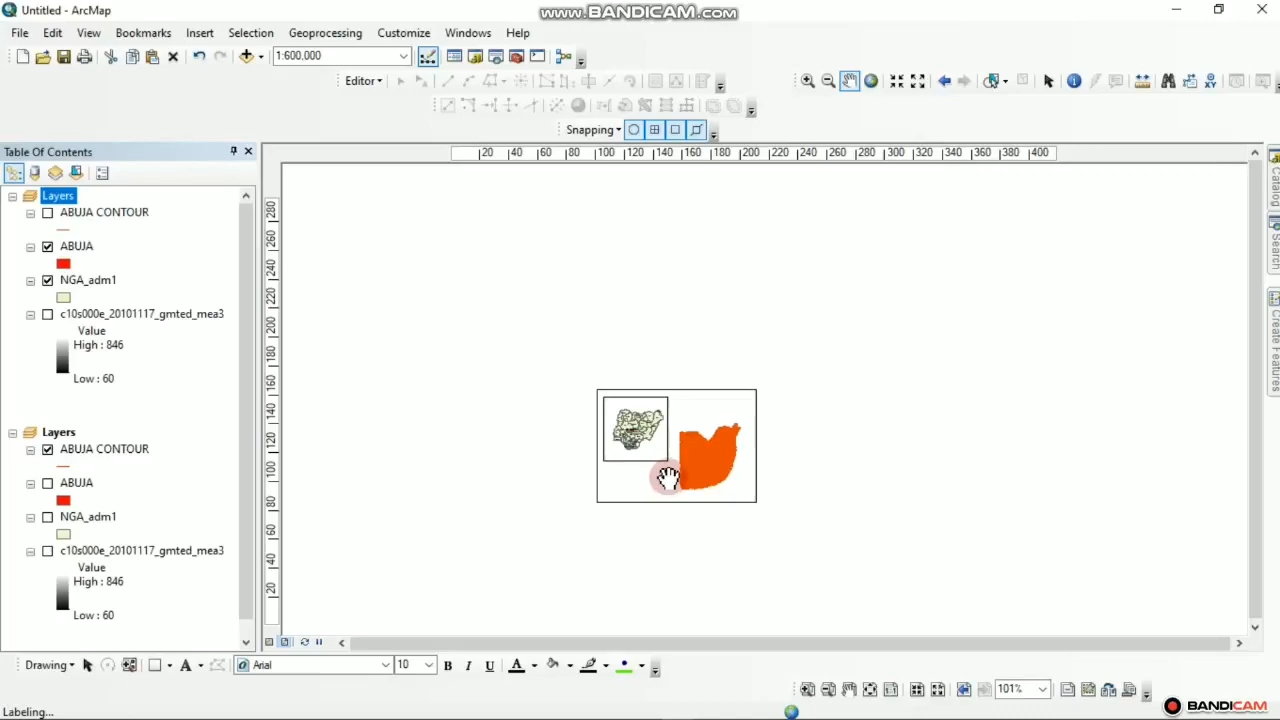 Untitled - ArcMap
www.BANDICAM.com
File Edit View Bookmarks Insert Selection Geoprocessing Customize Windows Help
1:600.000
Editor
Snapping
Table Of Contents
20 40 60 80 100 120 140 160 180 200 220 240 260 280 300 320 340 360 380 400
Layers
ABUJA CONTOUR
ABUJA
NGA_adm1
c10s000e_20101117_gmted_mea3
Value
High : 846
Low : 60
Layers
ABUJA CONTOUR
ABUJA
NGA_adm1
c10s000e_20101117_gmted_mea3
Value
High : 846
Low : 60
280
260
240
220
200
180
160
140
120
100
80
60
40
20
Catalog
Search
Create Features
Drawing Arial 10 B I U A
101%
Labeling...
BANDICAM